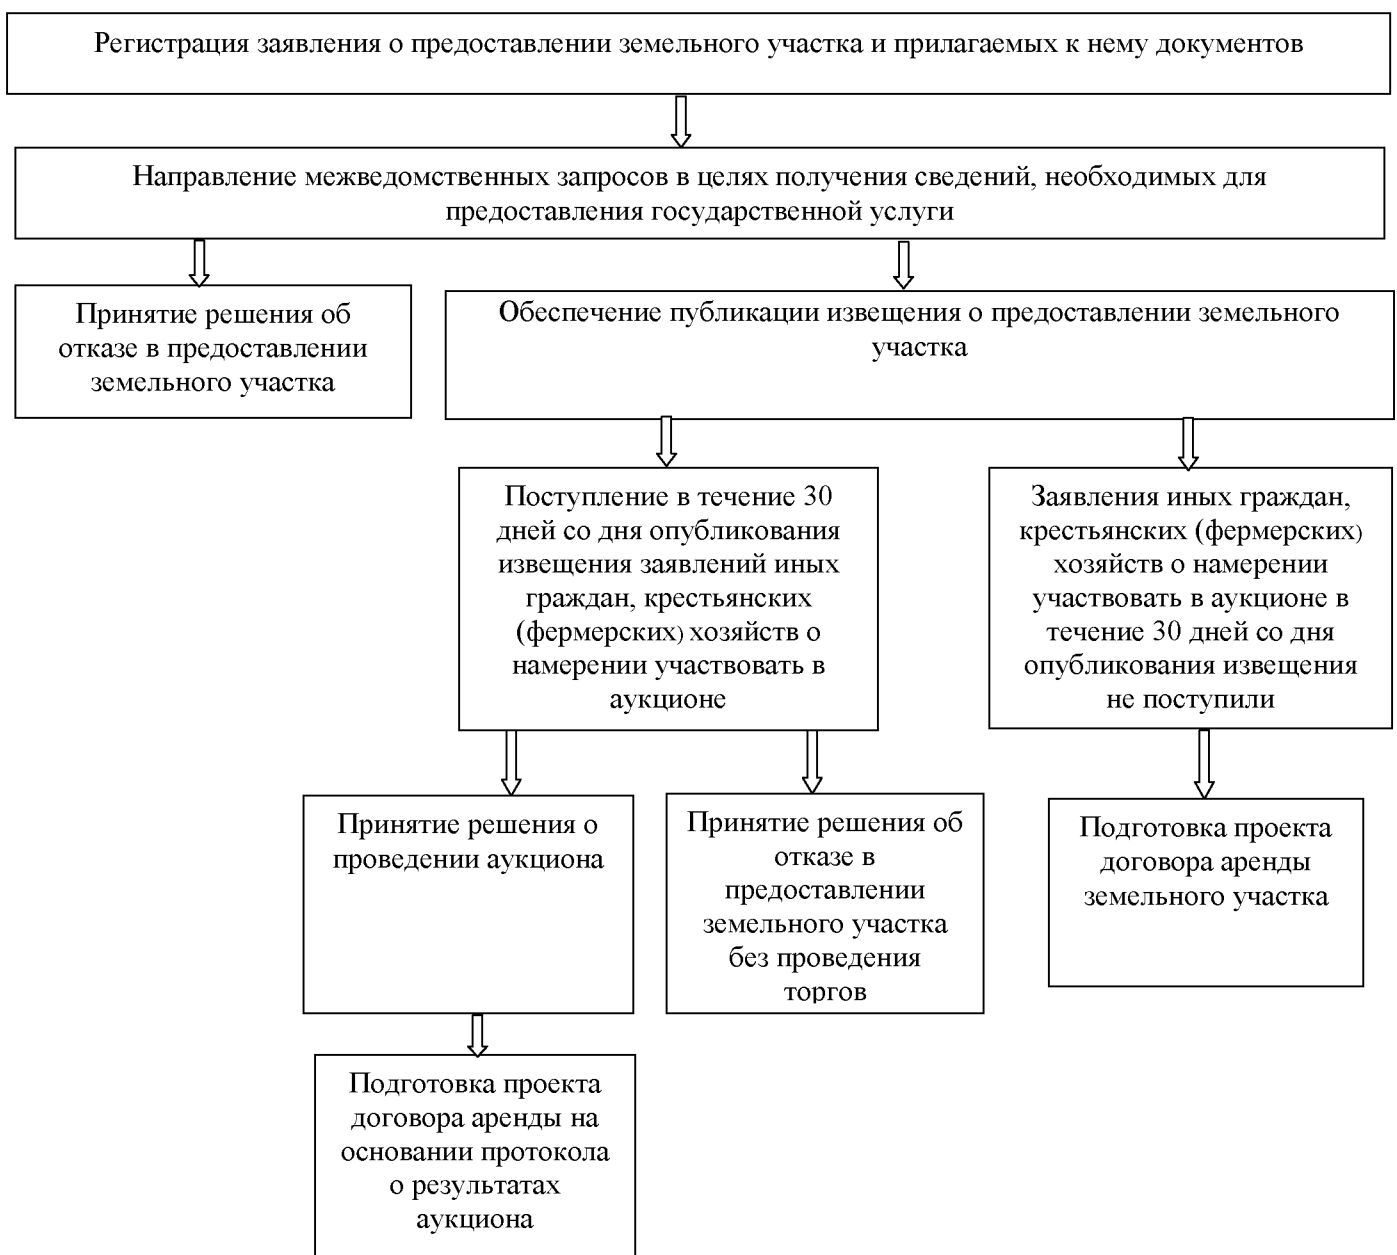 Регистрация заявления о предоставлении земельного участка и прилагаемых к нему документов
Направление межведомственных запросов в целях получения сведений, необходимых для
предоставления государственной услуги
Принятие решения об
отказе в предоставлении
земельного участка
Обеспечение публикации извещения о предоставлении земельного
участка
Поступление в течение 30
дней со дня опубликования
извещения заявлений иных
граждан, крестьянских
(фермерских) хозяйств о
намерении участвовать в
аукционе
Заявления иных граждан,
крестьянских (фермерских)
хозяйств о намерении
участвовать в аукционе в
течение 30 дней со дня
опубликования извещения
не поступили
Принятие решения о
проведении аукциона
Принятие решения об
отказе в
предоставлении
земельного участка
без проведения
торгов
Подготовка проекта
договора аренды
земельного участка
Подготовка проекта
договора аренды на
основании протокола
о результатах
аукциона